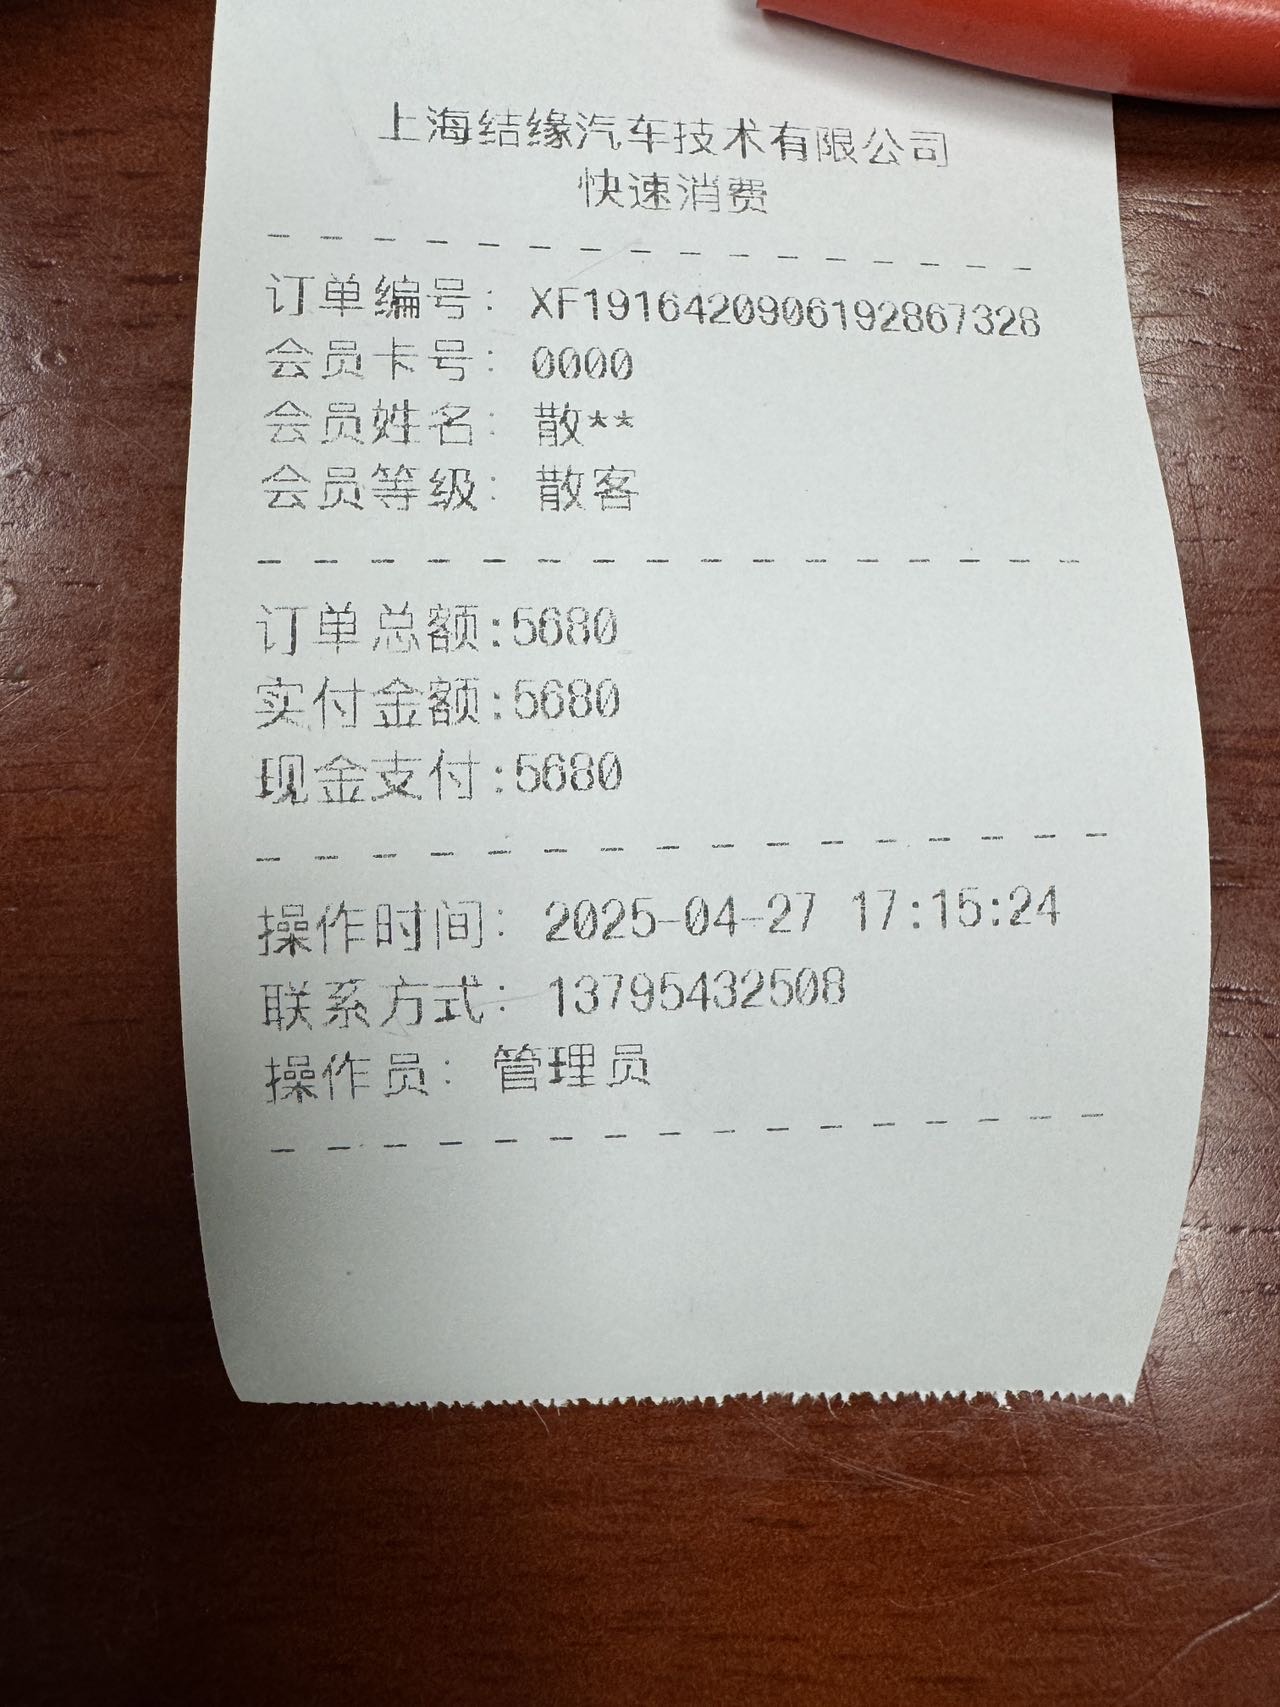 上海结缘汽车技术有限公司
快速消费
订单编号: XF1916420906192867328
会员卡号: 0000
会员姓名: 散**
会员等级: 散客
订单总额:5680
实付金额:5680
现金支付:5680
操作时间: 2025-04-27 17:15:24
联系方式: 13795432508
操作员: 管理员